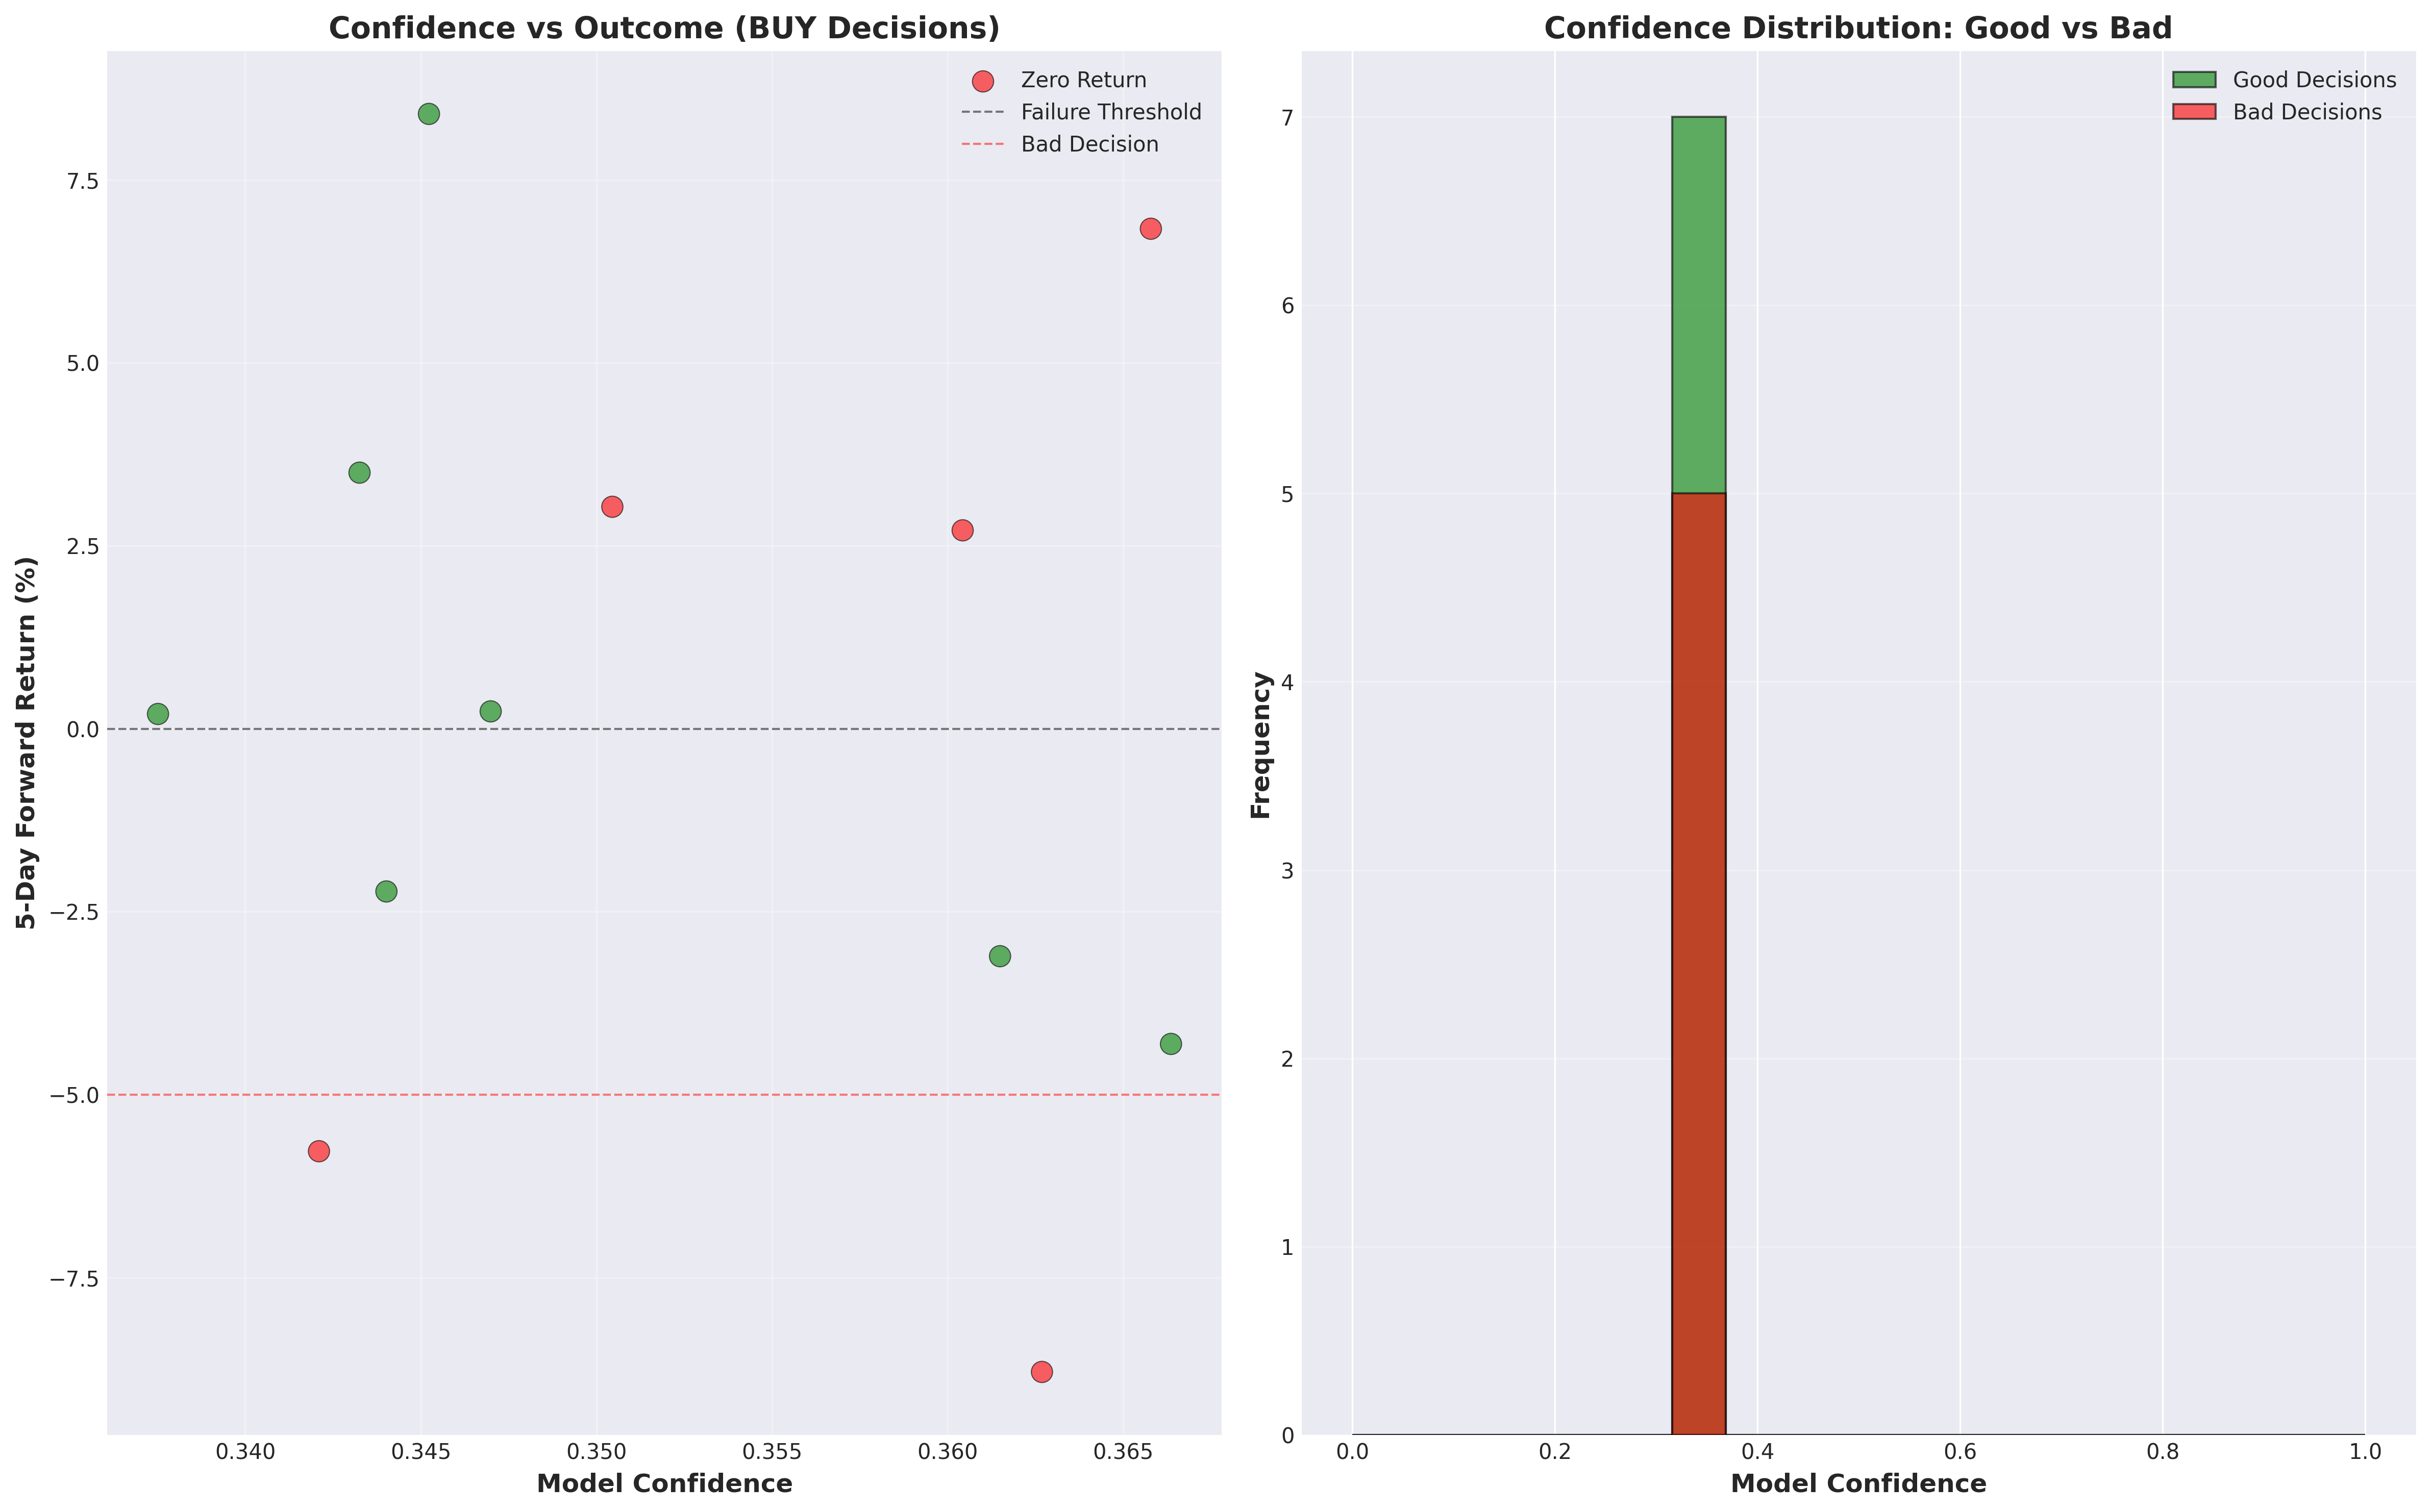 Confidence vs Outcome (BUY Decisions)
Zero Return
Failure Threshold
Bad Decision
7.5
5.0
2.5
0.0
−2.5
−5.0
−7.5
5-Day Forward Return (%)
0.340 0.345 0.350 0.355 0.360 0.365
Model Confidence
Confidence Distribution: Good vs Bad
Good Decisions
Bad Decisions
7
6
5
4
3
2
1
0
Frequency
0.0 0.2 0.4 0.6 0.8 1.0
Model Confidence